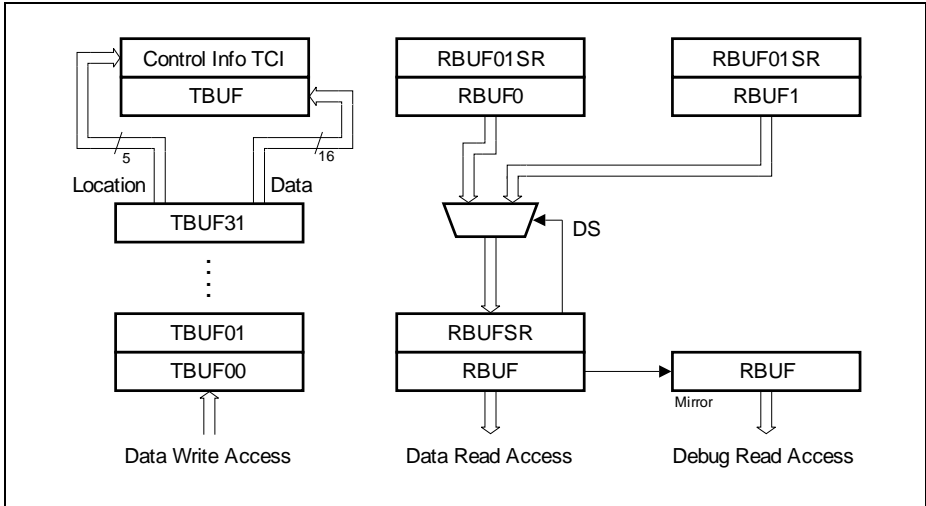 Control Info TCI
TBUF
5
16
Location
Data
TBUF31
TBUF01
TBUF00
Data Write Access
RBUF01SR
RBUF0
RBUF01SR
RBUF1
DS
RBUFSR
RBUF
RBUF
Mirror
Data Read Access
Debug Read Access